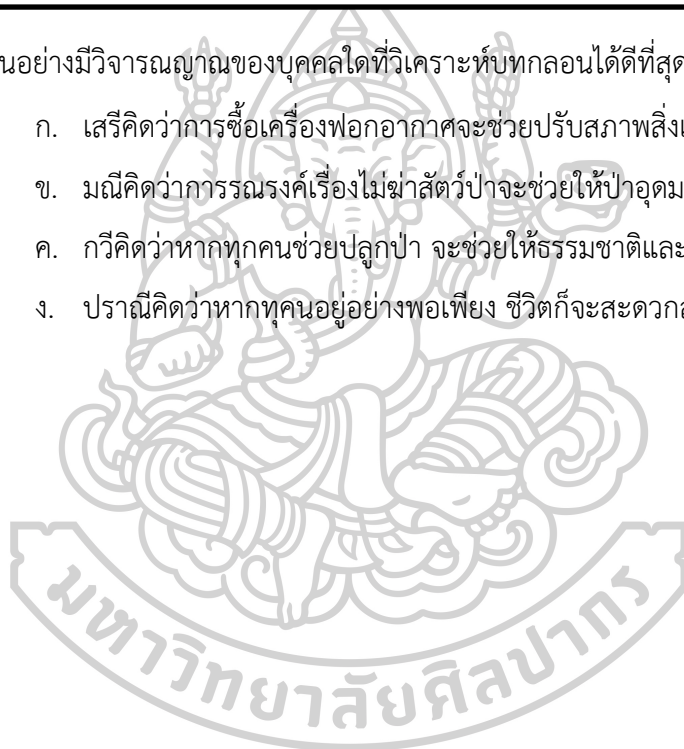 นอย่างมีวิจารณญาณของบุคคลใดที่วิเคราะห์บทกลอนได้ดีที่สุด
ก. เสรีคิดว่าการซื้อเครื่องฟอกอากาศจะช่วยปรับสภาพสิ่ง
ข. มณีคิดว่าการรณรงค์เรื่องไม่ฆ่าสัตว์ป่าจะช่วยให้ป่าอุดม
ค. กวีคิดว่าหากทุกคนช่วยปลูกป่า จะช่วยให้ธรรมชาติและ
ง. ปราณีคิดว่าหากทุคนอยู่อย่างพอเพียง ชีวิตก็จะสะดวก
มหาวิทยาลัยศิลปากร